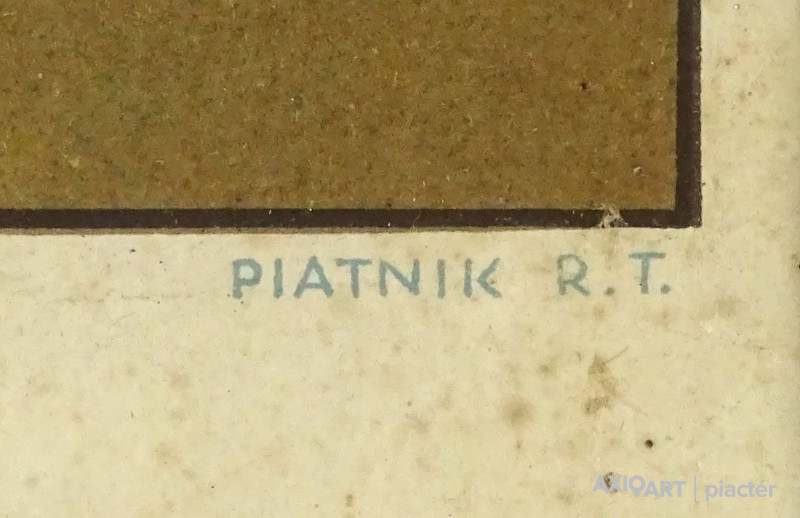 PIATNIK R.T.
AXIOART | piactér